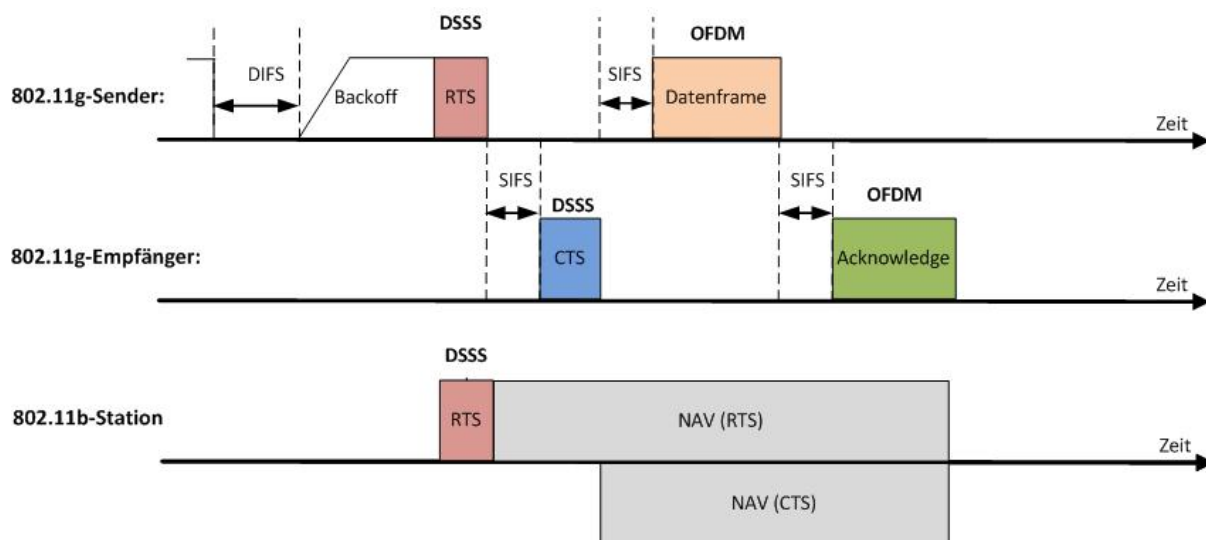 DSSS
OFDM
DIFS
SIFS
802.11g-Sender:
Backoff
RTS
Datenframe
Zeit
SIFS
SIFS
DSSS
OFDM
802.11g-Empfänger:
CTS
Acknowledge
Zeit
DSSS
802.11b-Station
RTS
NAV (RTS)
Zeit
NAV (CTS)